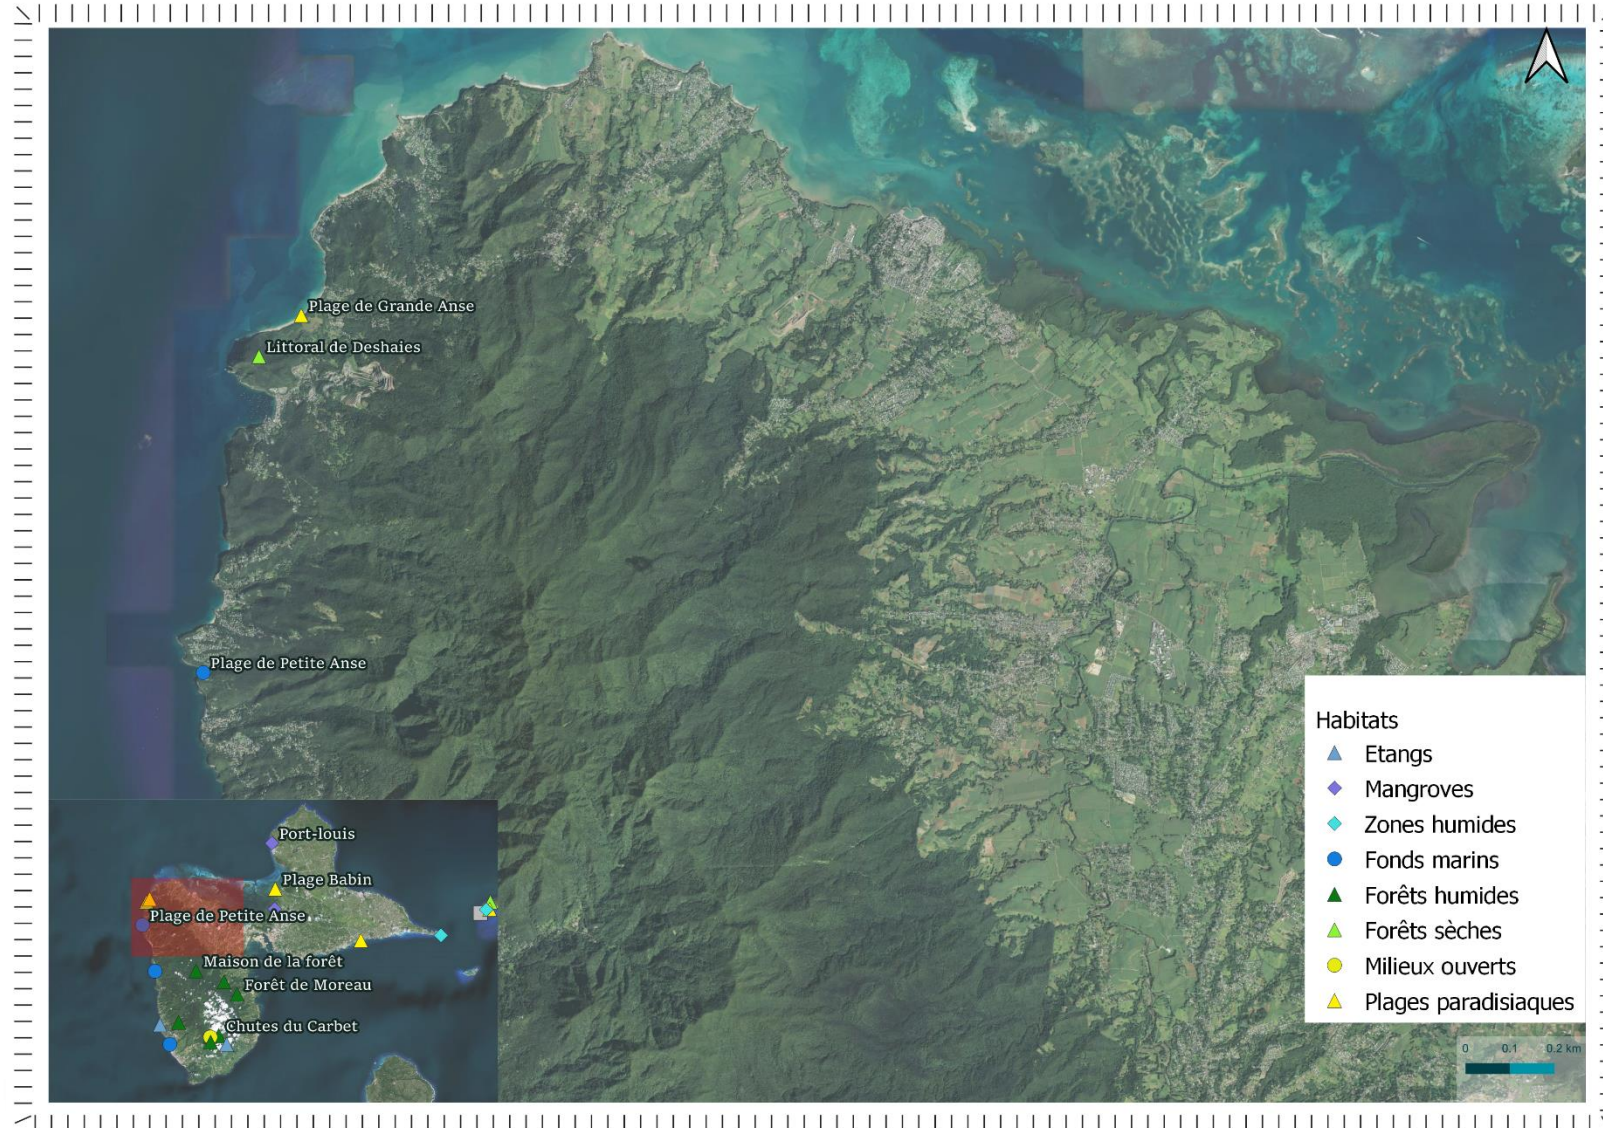 Plage de Grande Anse
Littoral de Deshaies
Plage de Petite Anse
Habitats
Etangs
Mangroves
Zones humides
Fonds marins
Forêts humides
Forêts sèches
Milieux ouverts
Plages paradisiaques
Port-louis
Plage Babin
Plage de Petite Anse
Maison de la forêt
Forêt de Moreau
Chutes du Carbet
0 0.1 0.2 km